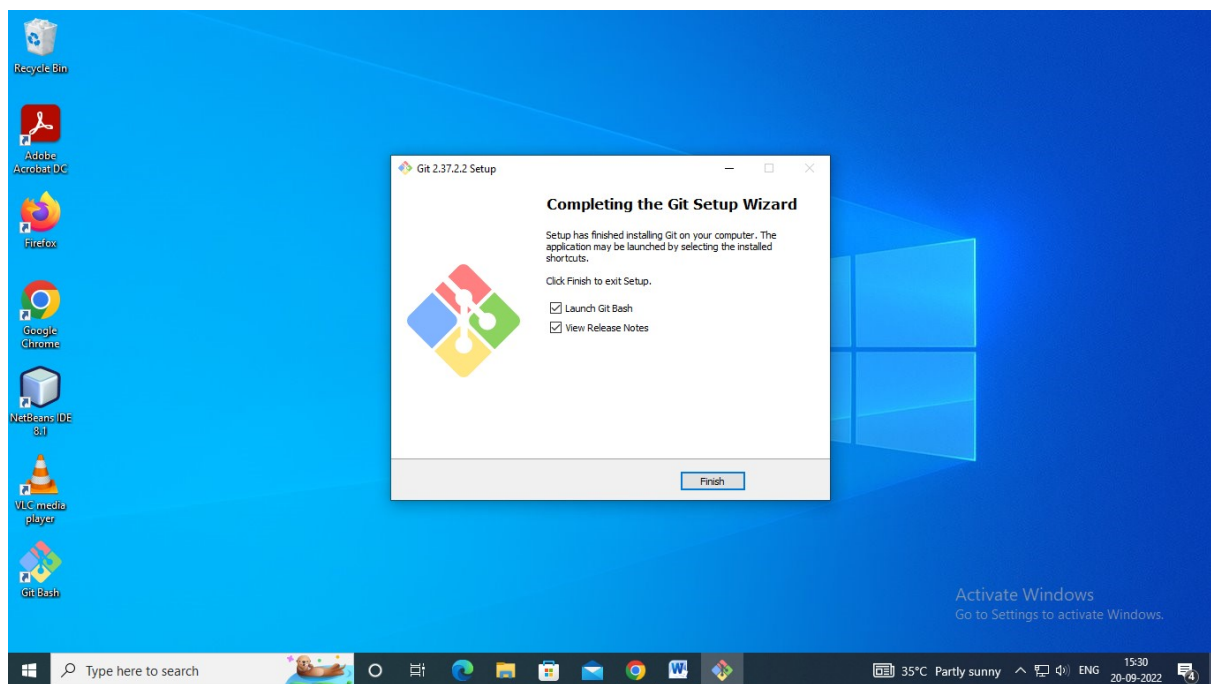 Recycle Bin
Adobe
Acrobat DC
Firefox
Google
Chrome
NetBeans IDE
8.1
VLC media
player
Git Bash
Git 2.37.2.2 Setup
Completing the Git Setup Wizard
Setup has finished installing Git on your computer. The
application may be launched by selecting the installed
shortcuts.
Click Finish to exit Setup.
Launch Git Bash
View Release Notes
Finish
Activate Windows
Go to Settings to activate Windows.
Type here to search
W
35°C Partly sunny
ENG
15:30
20-09-2022
4